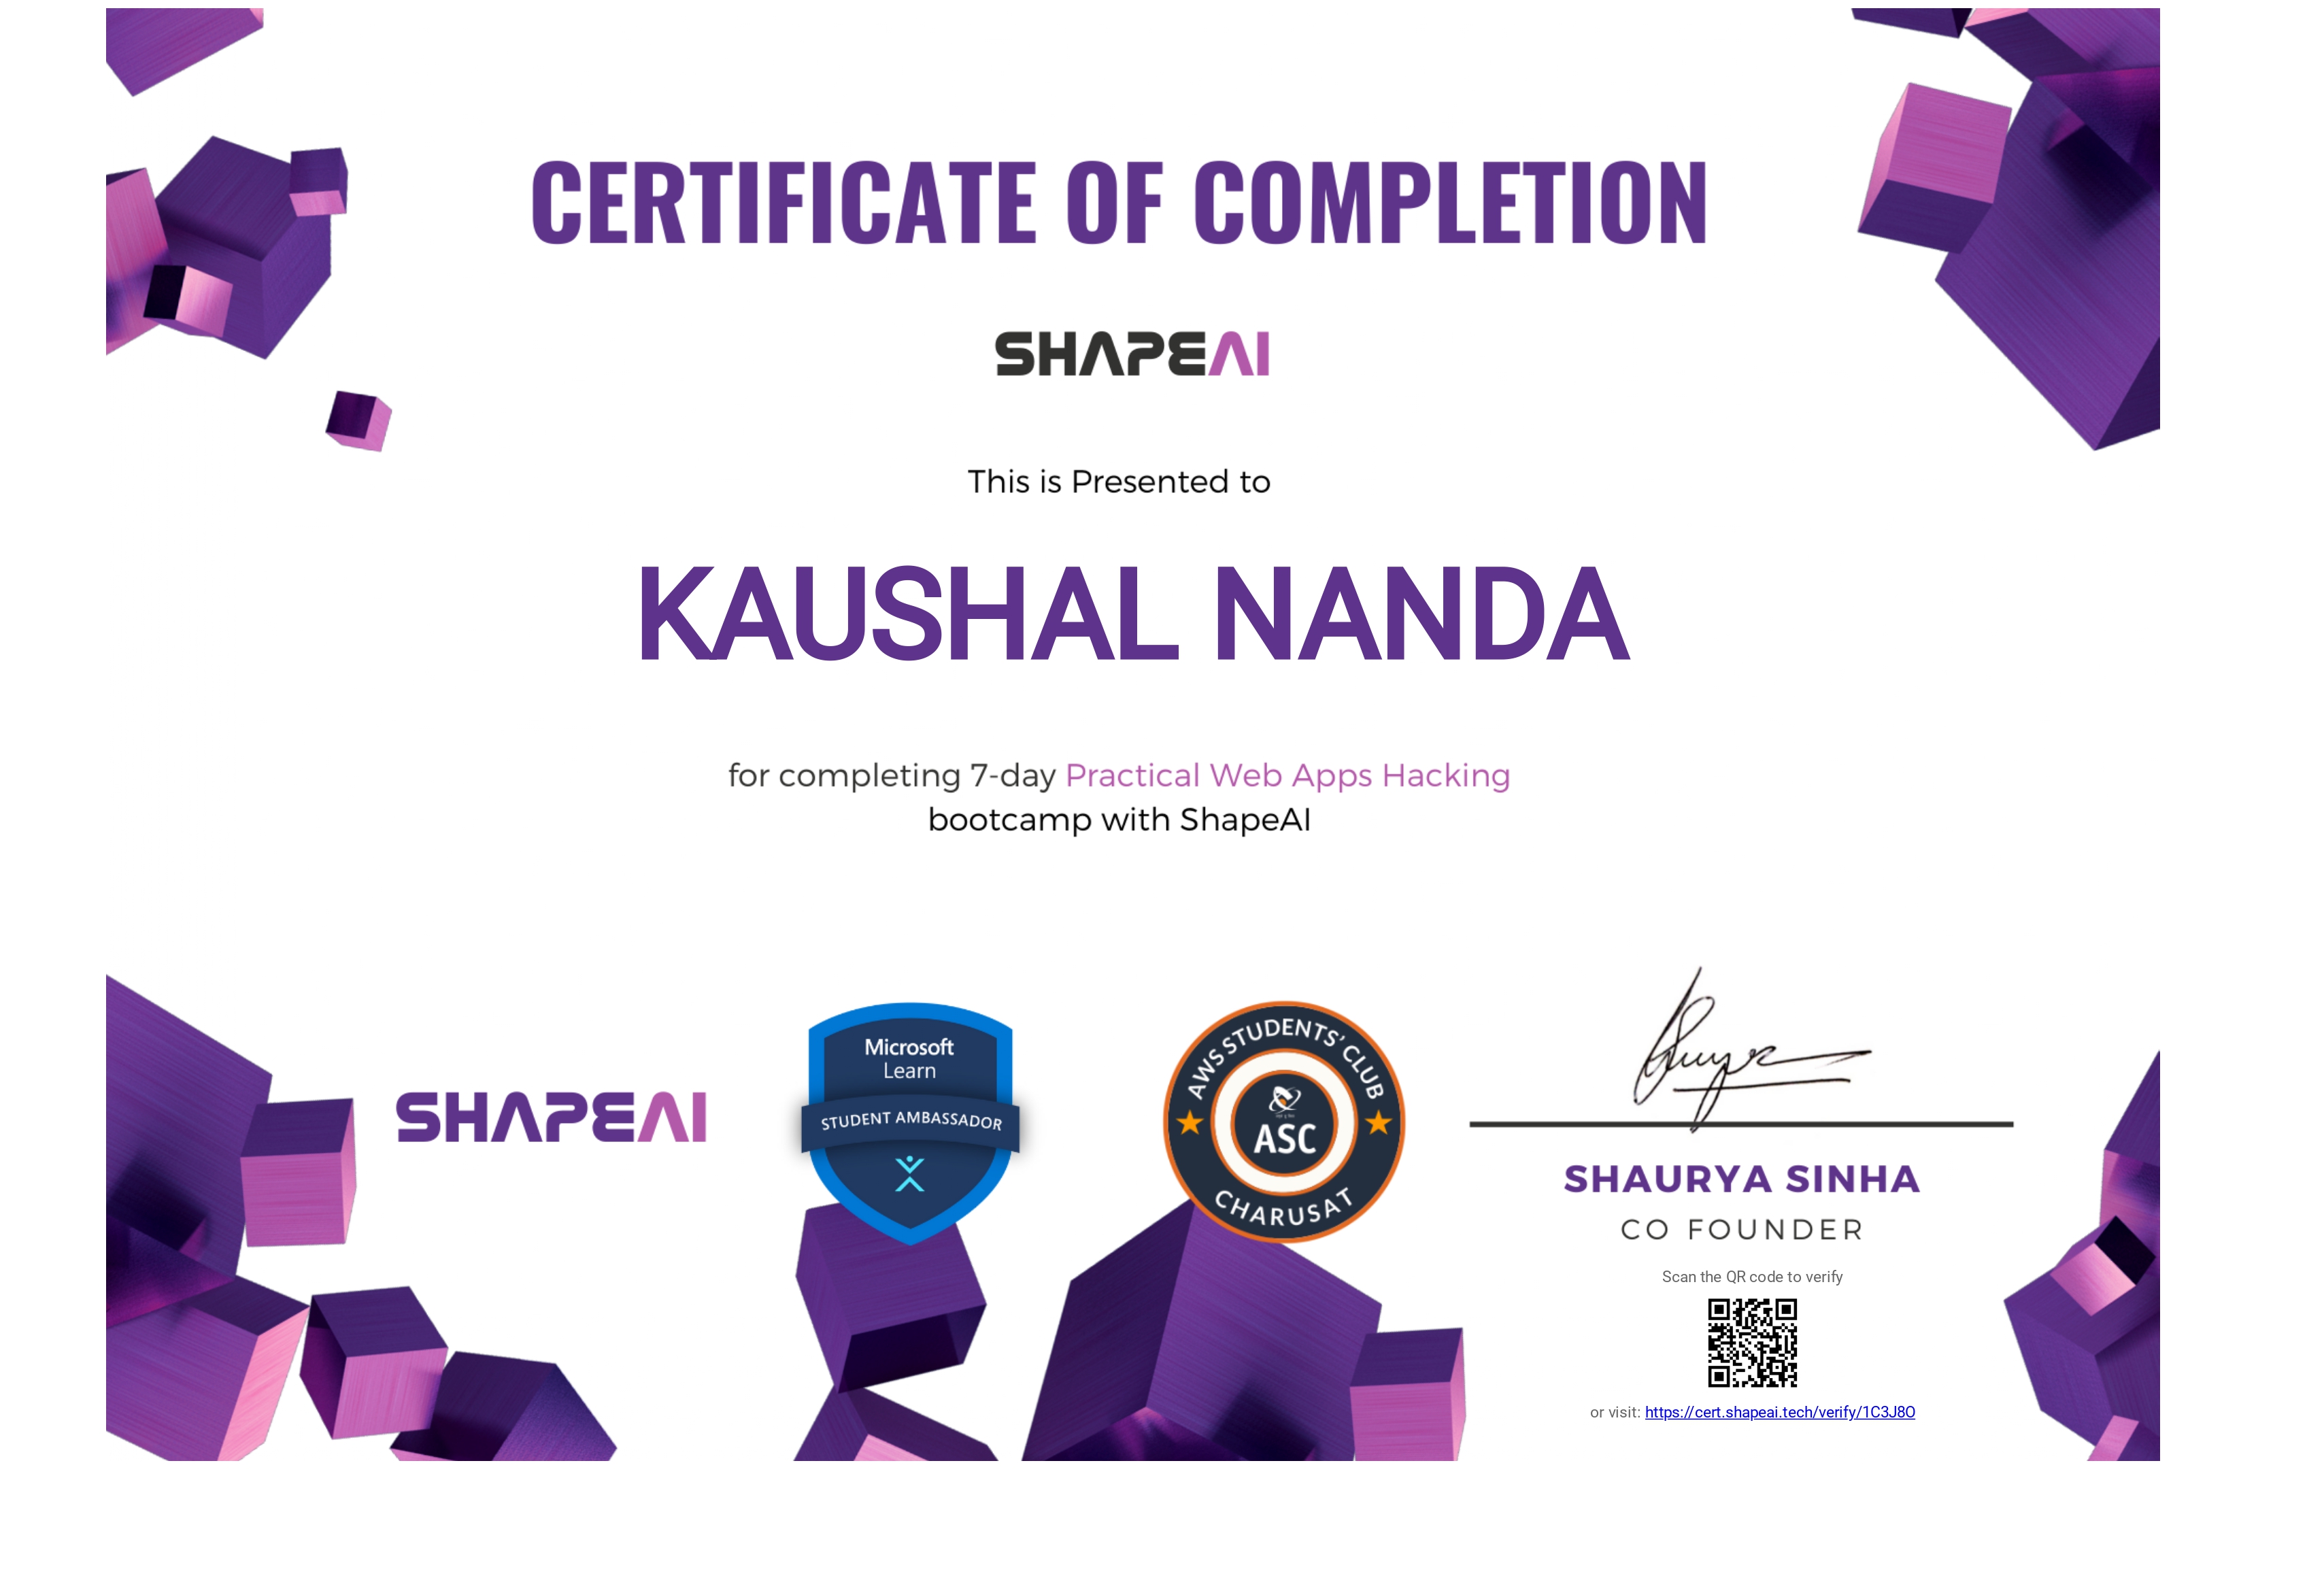 CERTIFICATE OF COMPLETION
SHAPEAI
This is Presented to
KAUSHAL NANDA
for completing 7-day Practical Web Apps Hacking
bootcamp with ShapeAI
SHAPEAI
Microsoft
Learn
STUDENT AMBASSADOR
AWS STUDENTS' CLUB
ASC
CHARUSAT
SHAURYA SINHA
CO FOUNDER
Scan the QR code to verify
or visit: https://cert.shapeai.tech/verify/1C3J8O